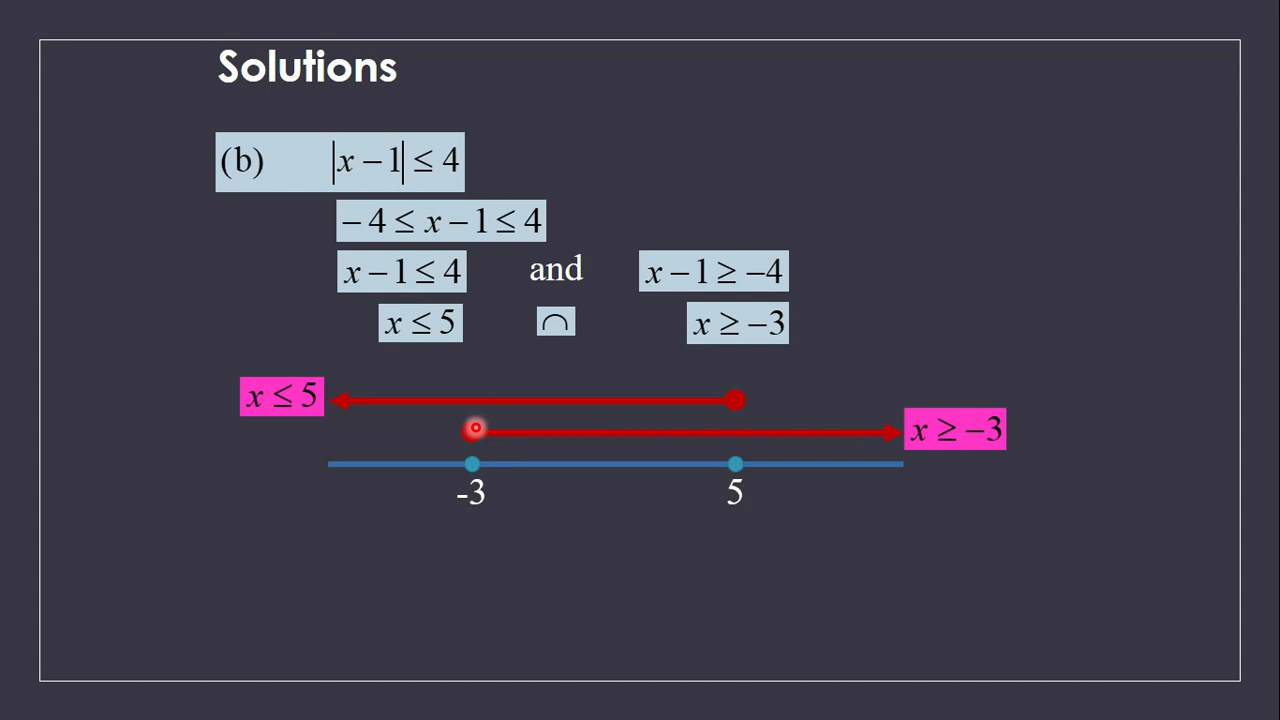 Solutions
(b) |x − 1| ≤ 4
− 4 ≤ x − 1 ≤ 4
x − 1 ≤ 4 and x − 1 ≥ −4
x ≤ 5 ∩ x ≥ −3
x ≤ 5
x ≥ −3
-3 5